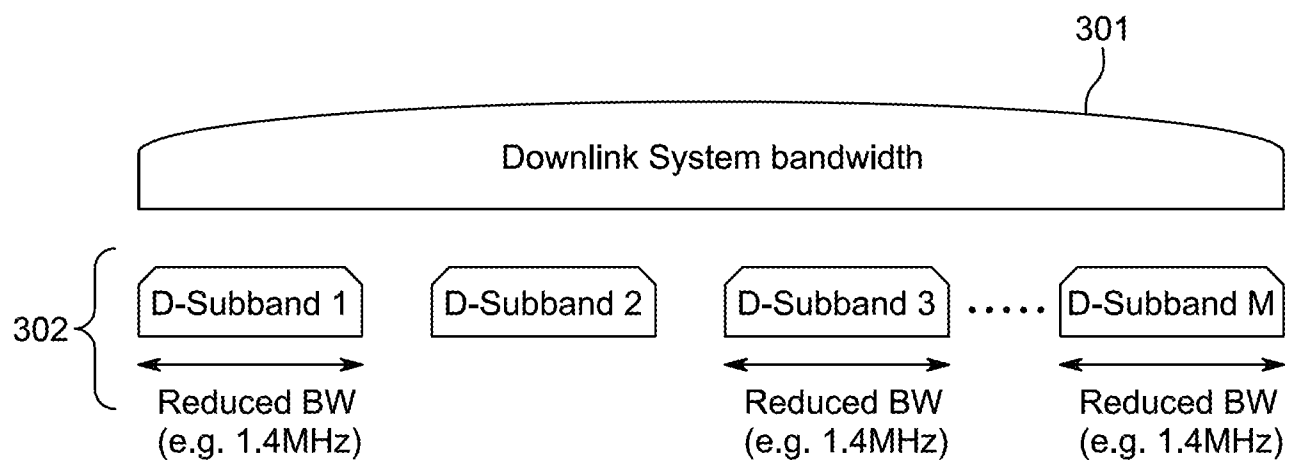 301
Downlink System bandwidth
302
D-Subband 1
D-Subband 2
D-Subband 3
.....
D-Subband M
Reduced BW
(e.g. 1.4MHz)
Reduced BW
(e.g. 1.4MHz)
Reduced BW
(e.g. 1.4MHz)